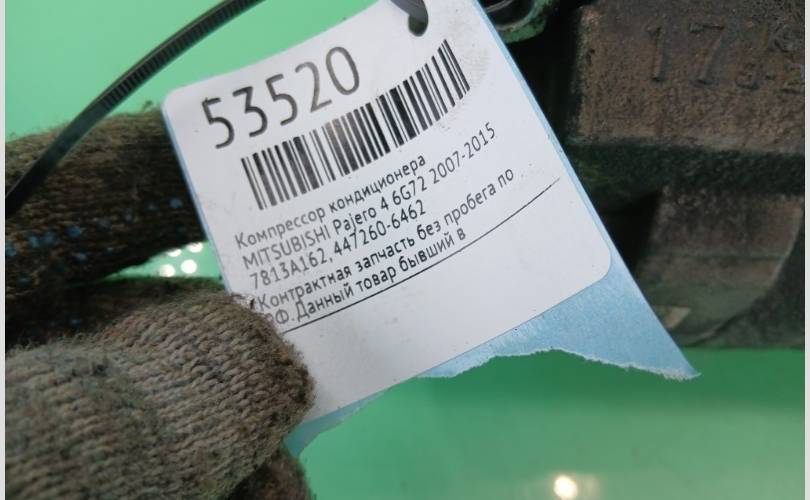 53520
Компрессор кондиционера
MITSUBISHI Pajero 4 6G72 2007-2015
7813A162, 447260-6462
Контрактная запчасть без пробега по
РФ. Данный товар бывший в
17